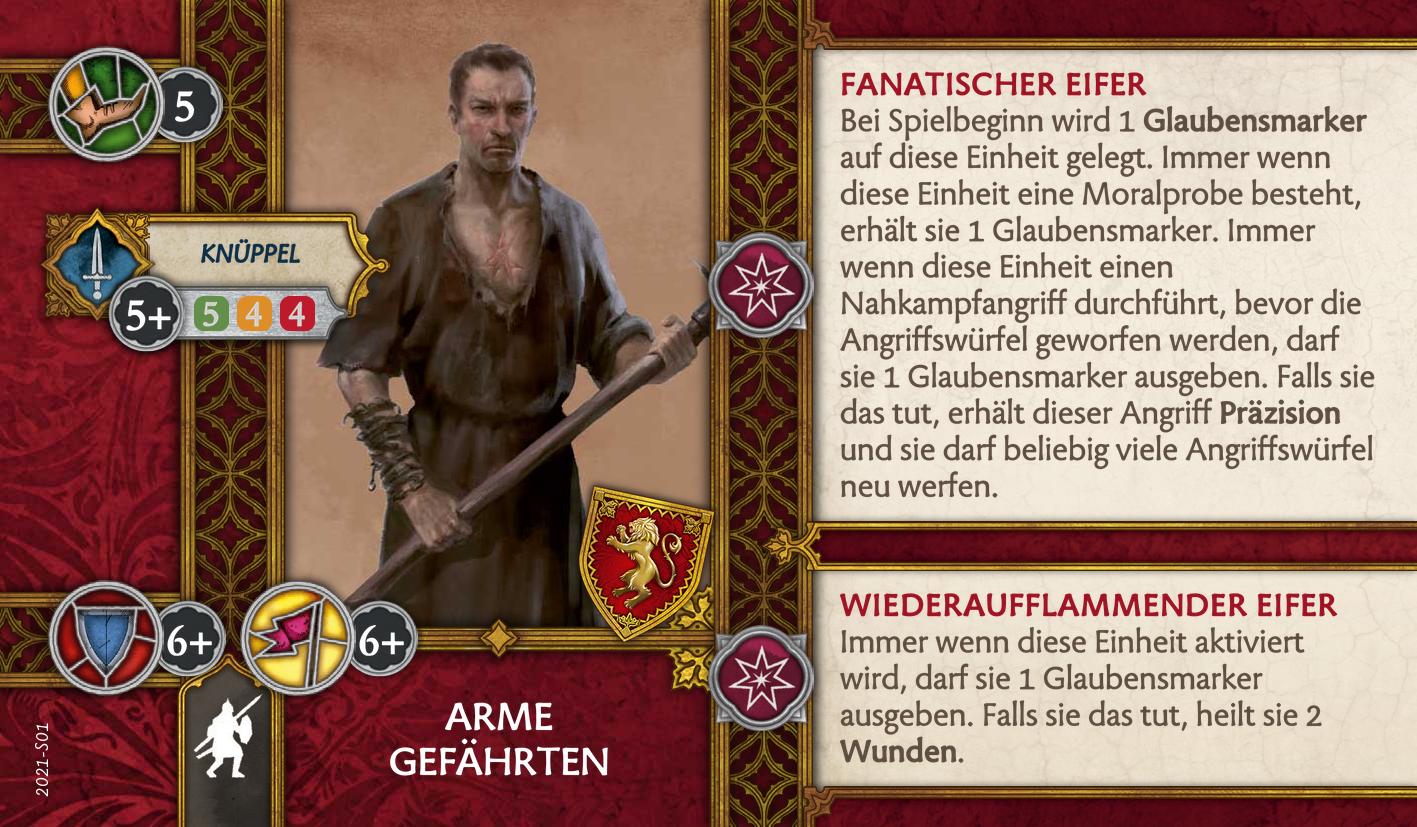 5
KNÜPPEL
5+ 5 4 4
6+ 6+
ARME
GEFÄHRTEN
2021-S01
FANATISCHER EIFER
Bei Spielbeginn wird 1 Glaubensmarker
auf diese Einheit gelegt. Immer wenn
diese Einheit eine Moralprobe besteht,
erhält sie 1 Glaubensmarker. Immer
wenn diese Einheit einen
Nahkampfangriff durchführt, bevor die
Angriffswürfel geworfen werden, darf
sie 1 Glaubensmarker ausgeben. Falls sie
das tut, erhält dieser Angriff Präzision
und sie darf beliebig viele Angriffswürfel
neu werfen.
WIEDERAUFFLAMMENDER EIFER
Immer wenn diese Einheit aktiviert
wird, darf sie 1 Glaubensmarker
ausgeben. Falls sie das tut, heilt sie 2
Wunden.